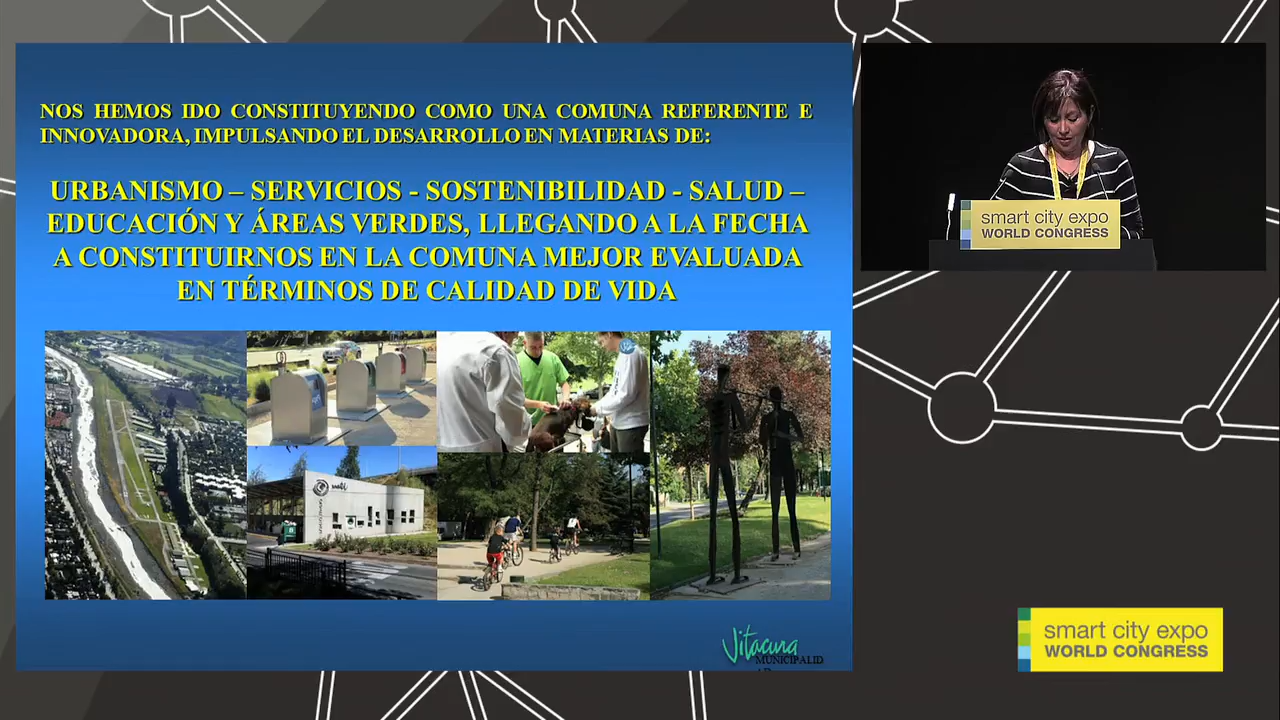 NOS HEMOS IDO CONSTITUYENDO COMO UNA COMUNA REFERENTE E
INNOVADORA, IMPULSANDO EL DESARROLLO EN MATERIAS DE:
URBANISMO – SERVICIOS - SOSTENIBILIDAD - SALUD –
EDUCACIÓN Y ÁREAS VERDES, LLEGANDO A LA FECHA
A CONSTITUIRNOS EN LA COMUNA MEJOR EVALUADA
EN TÉRMINOS DE CALIDAD DE VIDA
Vitacura
MUNICIPALID
smart city expo
WORLD CONGRESS
smart city expo
WORLD CONGRESS